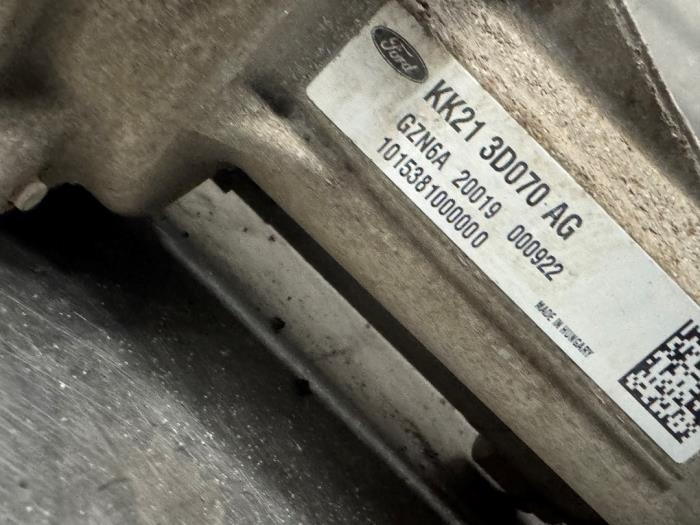 Ford
KK21 3D070 AG
GZN6A 20019 000922
1015381000000
MADE IN HUNGARY